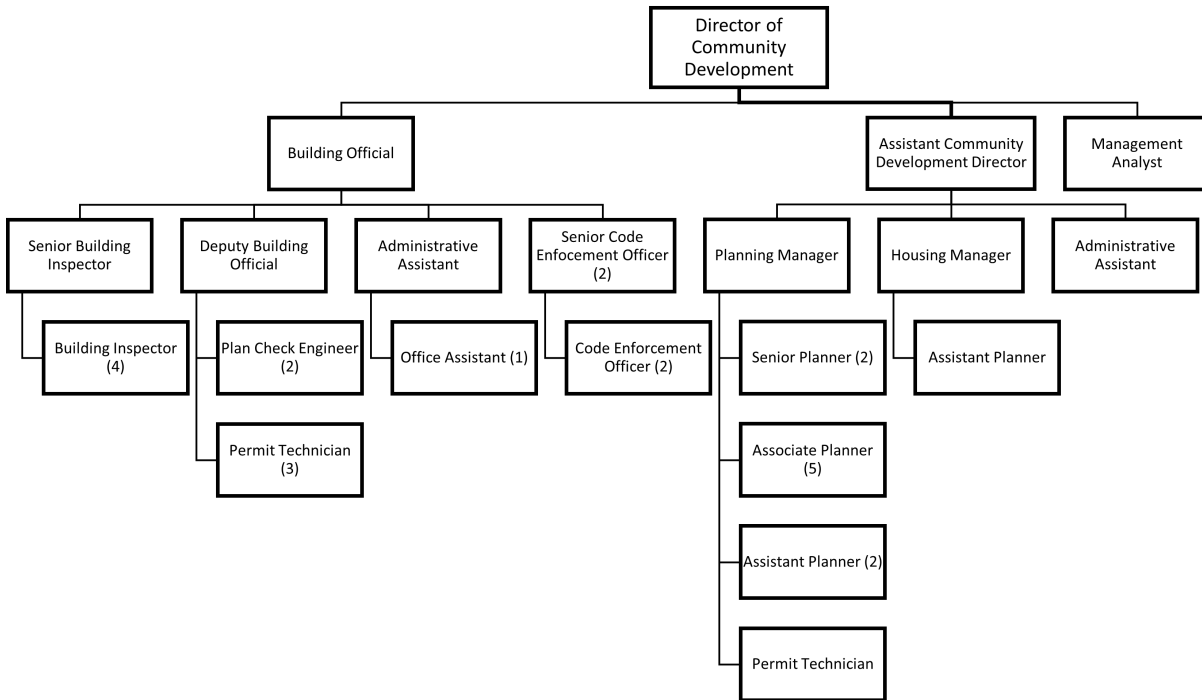 Director of
Community
Development
Building Official
Assistant Community
Development Director
Management
Analyst
Senior Building
Inspector
Deputy Building
Official
Administrative
Assistant
Senior Code
Enfocement Officer
(2)
Planning Manager
Housing Manager
Administrative
Assistant
Building Inspector
(4)
Plan Check Engineer
(2)
Office Assistant (1)
Code Enforcement
Officer (2)
Senior Planner (2)
Assistant Planner
Permit Technician
(3)
Associate Planner
(5)
Assistant Planner (2)
Permit Technician